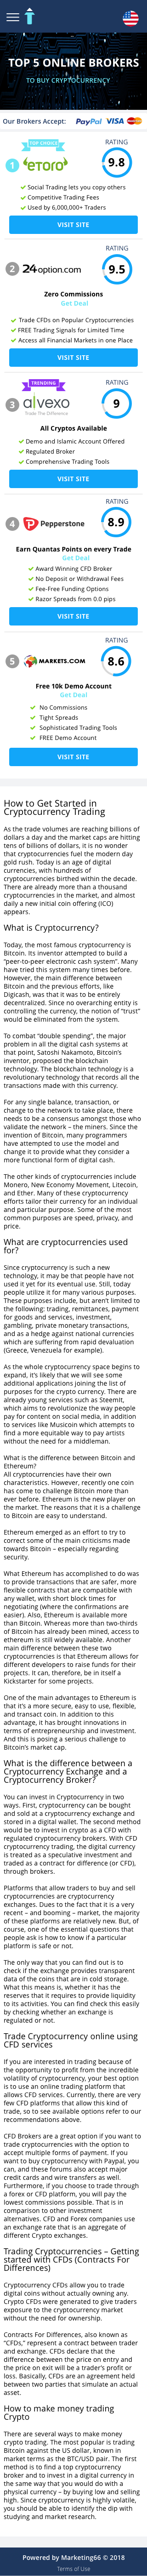 TOP 5 ONLINE BROKERS
TO BUY CRYPTOCURRENCY
Our Brokers Accept: PayPal VISA
TOP CHOICE
RATING
1 eToro 9.8
Social Trading lets you copy others
Competitive Trading Fees
Used by 6,000,000+ Traders
VISIT SITE
RATING
2 24option.com 9.5
Zero Commissions
Get Deal
Trade CFDs on Popular Cryptocurrencies
FREE Trading Signals for Limited Time
Access all Financial Markets in one Place
VISIT SITE
TRENDING
RATING
3 alvexo 9
Trade The Difference
All Cryptos Available
Demo and Islamic Account Offered
Regulated Broker
Comprehensive Trading Tools
VISIT SITE
RATING
4 Pepperstone 8.9
Earn Quantas Points on every Trade
Get Deal
Award Winning CFD Broker
No Deposit or Withdrawal Fees
Fee-Free Funding Options
Razor Spreads from 0.0 pips
VISIT SITE
RATING
5 MARKETS.COM 8.6
Free 10k Demo Account
Get Deal
No Commissions
Tight Spreads
Sophisticated Trading Tools
FREE Demo Account
VISIT SITE
How to Get Started in
Cryptocurrency Trading
As the trade volumes are reaching billions of
dollars a day and the market caps are hitting
tens of billions of dollars, it is no wonder
that cryptocurrencies fuel the modern day
gold rush. Today is an age of digital
currencies, with hundreds of
cryptocurrencies birthed within the decade.
There are already more than a thousand
cryptocurrencies in the market, and almost
daily a new initial coin offering (ICO)
appears.
What is Cryptocurrency?
Today, the most famous cryptocurrency is
Bitcoin. Its inventor attempted to build a
“peer-to-peer electronic cash system”. Many
have tried this system many times before.
However, the main difference between
Bitcoin and the previous efforts, like
Digicash, was that it was to be entirely
decentralized. Since no overarching entity is
controlling the currency, the notion of “trust”
would be eliminated from the system.
To combat “double spending”, the major
problem in all the digital cash systems at
that point, Satoshi Nakamoto, Bitcoin’s
inventor, proposed the blockchain
technology. The blockchain technology is a
revolutionary technology that records all the
transactions made with this currency.
For any single balance, transaction, or
change to the network to take place, there
needs to be a consensus amongst those who
validate the network – the miners. Since the
invention of Bitcoin, many programmers
have attempted to use the model and
change it to provide what they consider a
more functional form of digital cash.
The other kinds of cryptocurrencies include
Monero, New Economy Movement, Litecoin,
and Ether. Many of these cryptocurrency
efforts tailor their currency for an individual
and particular purpose. Some of the most
common purposes are speed, privacy, and
price.
What are cryptocurrencies used
for?
Since cryptocurrency is such a new
technology, it may be that people have not
used it yet for its eventual use. Still, today
people utilize it for many various purposes.
These purposes include, but arent limited to
the following: trading, remittances, payment
for goods and services, investment,
gambling, private monetary transactions,
and as a hedge against national currencies
which are suffering from rapid devaluation
(Greece, Venezuela for example).
As the whole cryptocurrency space begins to
expand, it’s likely that we will see some
additional applications joining the list of
purposes for the crypto currency. There are
already young services such as Steemit,
which aims to revolutionize the way people
pay for content on social media, in addition
to services like Musicoin which attempts to
find a more equitable way to pay artists
without the need for a middleman.
What is the difference between Bitcoin and
Ethereum?
All cryptocurrencies have their own
characteristics. However, recently one coin
has come to challenge Bitcoin more than
ever before. Ethereum is the new player on
the market. The reasons that it is a challenge
to Bitcoin are easy to understand.
Ethereum emerged as an effort to try to
correct some of the main criticisms made
towards Bitcoin – especially regarding
security.
What Ethereum has accomplished is to do was
to provide transactions that are safer, more
flexible contracts that are compatible with
any wallet, with short block times for
negotiating (where the confirmations are
easier). Also, Ethereum is available more
than Bitcoin. Whereas more than two-thirds
of Bitcoin has already been mined, access to
ethereum is still widely available. Another
main difference between these two
cryptocurrencies is that Ethereum allows for
different developers to raise funds for their
projects. It can, therefore, be in itself a
Kickstarter for some projects.
One of the main advantages to Ethereum is
that it’s a more secure, easy to use, flexible,
and transact coin. In addition to this
advantage, it has brought innovations in
terms of entrepreneurship and investment.
And this is posing a serious challenge to
Bitcoin’s market cap.
What is the difference between a
Cryptocurrency Exchange and a
Cryptocurrency Broker?
You can invest in Cryptocurrency in two
ways. First, cryptocurrency can be bought
and sold at a cryptocurrency exchange and
stored in a digital wallet. The second method
would be to invest in crypto as a CFD with
regulated cryptocurrency brokers. With CFD
cryptocurrency trading, the digital currency
is treated as a speculative investment and
traded as a contract for difference (or CFD),
through brokers.
Platforms that allow traders to buy and sell
cryptocurrencies are cryptocurrency
exchanges. Dues to the fact that it is a very
recent – and booming – market, the majority
of these platforms are relatively new. But, of
course, one of the essential questions that
people ask is how to know if a particular
platform is safe or not.
The only way that you can find out is to
check if the exchange provides transparent
data of the coins that are in cold storage.
What this means is, whether it has the
reserves that it requires to provide liquidity
to its activities. You can find check this easily
by checking whether an exchange is
regulated or not.
Trade Cryptocurrency online using
CFD services
If you are interested in trading because of
the opportunity to profit from the incredible
volatility of cryptocurrency, your best option
is to use an online trading platform that
allows CFD services. Currently, there are very
few CFD platforms that allow this kind of
trade, so to see available options refer to our
recommendations above.
CFD Brokers are a great option if you want to
trade cryptocurrencies with the option to
accept multiple forms of payment. If you
want to buy cryptocurrency with Paypal, you
can, and these forums also accept major
credit cards and wire transfers as well.
Furthermore, if you choose to trade through
a forex or CFD platform, you will pay the
lowest commissions possible. That is in
comparison to other investment
alternatives. CFD and Forex companies use
an exchange rate that is an aggregate of
different Crypto exchanges.
Trading Cryptocurrencies – Getting
started with CFDs (Contracts For
Differences)
Cryptocurrency CFDs allow you to trade
digital coins without actually owning any.
Crypto CFDs were generated to give traders
exposure to the cryptocurrency market
without the need for ownership.
Contracts For Differences, also known as
“CFDs,” represent a contract between trader
and exchange. CFDs declare that the
difference between the price on entry and
the price on exit will be a trader’s profit or
loss. Basically, CFDs are an agreement held
between two parties that simulate an actual
asset.
How to make money trading
Crypto
There are several ways to make money
crypto trading. The most popular is trading
Bitcoin against the US dollar, known in
market terms as the BTC/USD pair. The first
method is to find a top cryptocurrency
broker and to invest in a digital currency in
the same way that you would do with a
physical currency – by buying low and selling
high. Since cryptocurrency is highly volatile,
you should be able to identify the dip with
studying and market research.
Powered by Marketing66 © 2018
Terms of Use